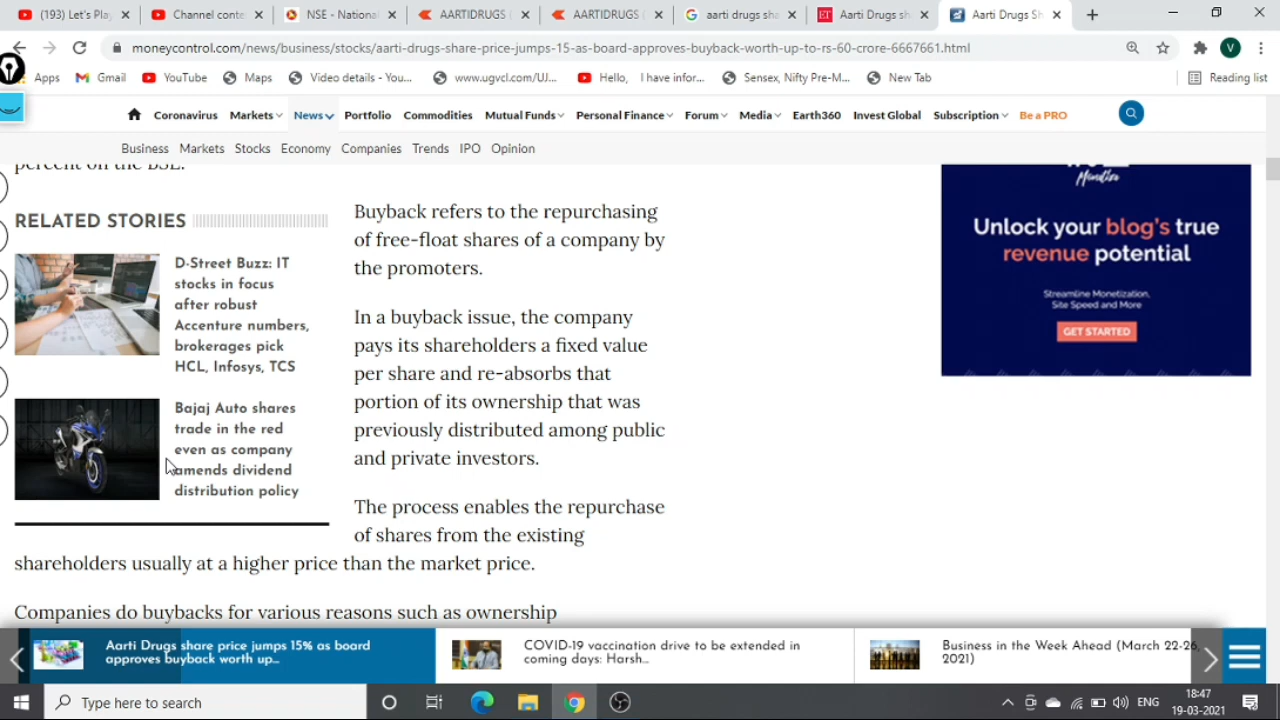 (193) Let's Play
Channel conte
NSE - Nationa
AARTIDRUGS (
AARTIDRUGS (
aarti drugs sha
Aarti Drugs sh
Aarti Drugs Sh
moneycontrol.com/news/business/stocks/aarti-drugs-share-price-jumps-15-as-board-approves-buyback-worth-up-to-rs-60-crore-6667661.html
V
Apps
Gmail
YouTube
Maps
Video details - You...
www.ugvcl.com/UJ...
Hello, I have infor...
Sensex, Nifty Pre-M...
New Tab
Reading list
Coronavirus
Markets
News
Portfolio
Commodities
Mutual Funds
Personal Finance
Forum
Media
Earth360
Invest Global
Subscription
Be a PRO
Business
Markets
Stocks
Economy
Companies
Trends
IPO
Opinion
percent on the BSE.
RELATED STORIES
D-Street Buzz: IT
stocks in focus
after robust
Accenture numbers,
brokerages pick
HCL, Infosys, TCS
Bajaj Auto shares
trade in the red
even as company
amends dividend
distribution policy
Buyback refers to the repurchasing
of free-float shares of a company by
the promoters.
In a buyback issue, the company
pays its shareholders a fixed value
per share and re-absorbs that
portion of its ownership that was
previously distributed among public
and private investors.
The process enables the repurchase
of shares from the existing
shareholders usually at a higher price than the market price.
Companies do buybacks for various reasons such as ownership
Unlock your blog's true
revenue potential
Streamline Monetization,
Site Speed and More
GET STARTED
Aarti Drugs share price jumps 15% as board
approves buyback worth up...
COVID-19 vaccination drive to be extended in
coming days: Harsh...
Business in the Week Ahead (March 22-26,
2021)
Type here to search
ENG
18:47
19-03-2021